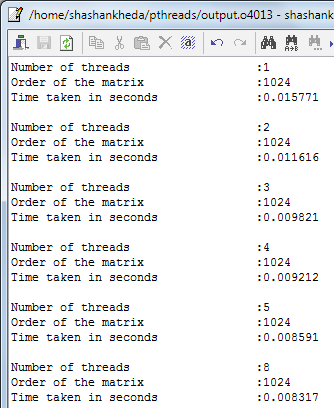 /home/shashankheda/pthreads/output.o4013 - shashank
Number of threads :1
Order of the matrix :1024
Time taken in seconds :0.015771
Number of threads :2
Order of the matrix :1024
Time taken in seconds :0.011616
Number of threads :3
Order of the matrix :1024
Time taken in seconds :0.009821
Number of threads :4
Order of the matrix :1024
Time taken in seconds :0.009212
Number of threads :5
Order of the matrix :1024
Time taken in seconds :0.008591
Number of threads :8
Order of the matrix :1024
Time taken in seconds :0.008317